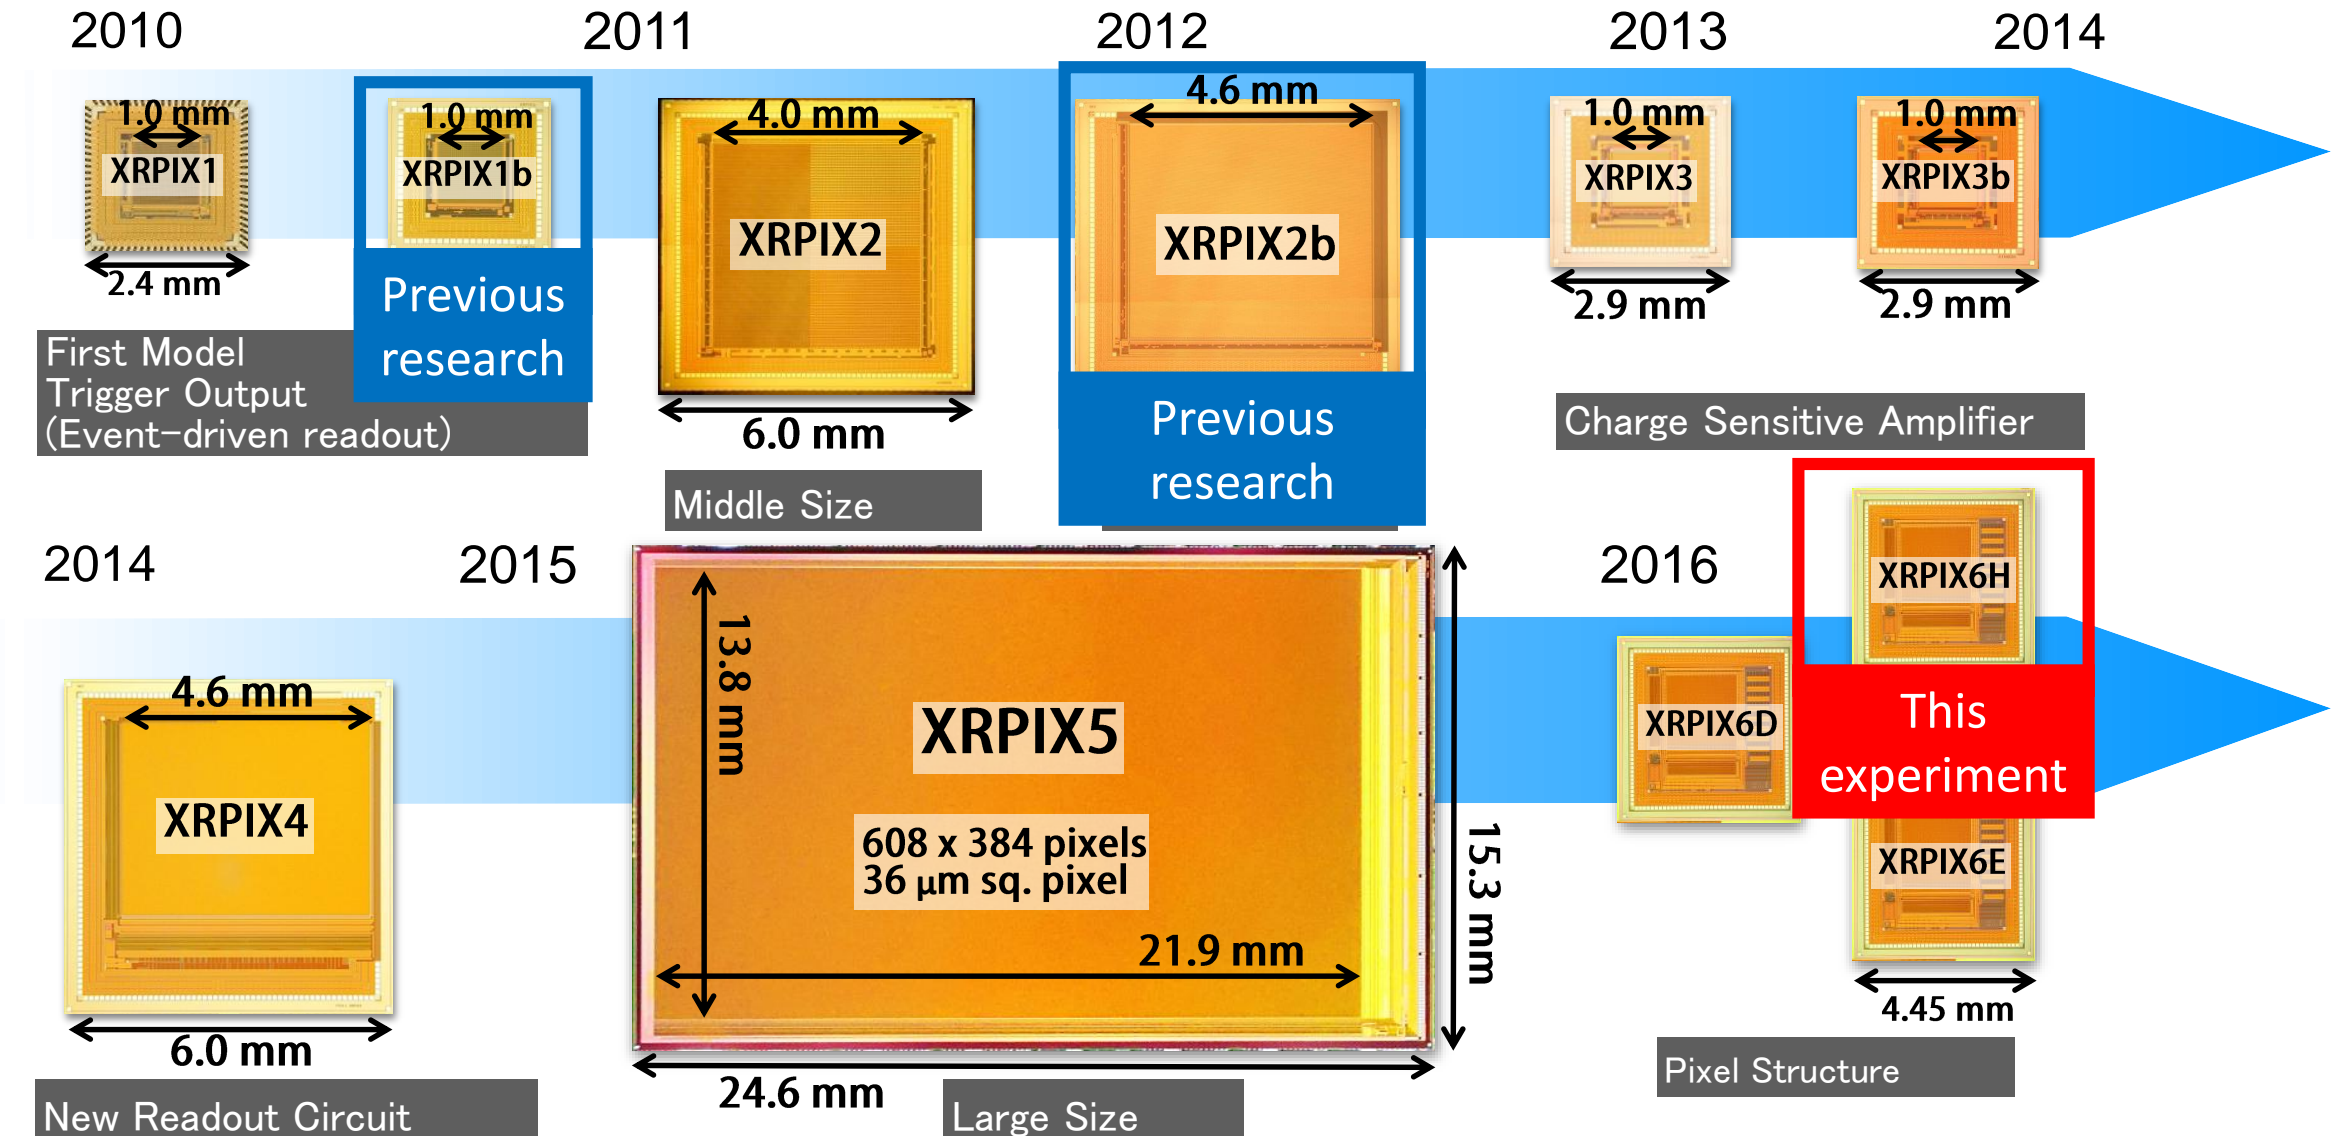 2010
2011
2012
2013
2014
1.0 mm
XRPIX1
2.4 mm
1.0 mm
XRPIX1b
Previous
research
First Model
Trigger Output
(Event-driven readout)
4.0 mm
XRPIX2
6.0 mm
Middle Size
4.6 mm
XRPIX2b
Previous
research
1.0 mm
XRPIX3
2.9 mm
1.0 mm
XRPIX3b
2.9 mm
Charge Sensitive Amplifier
2014
2015
2016
4.6 mm
XRPIX4
6.0 mm
New Readout Circuit
13.8 mm
XRPIX5
608 x 384 pixels
36 μm sq. pixel
21.9 mm
15.3 mm
24.6 mm
Large Size
XRPIX6D
XRPIX6H
This
experiment
XRPIX6E
4.45 mm
Pixel Structure